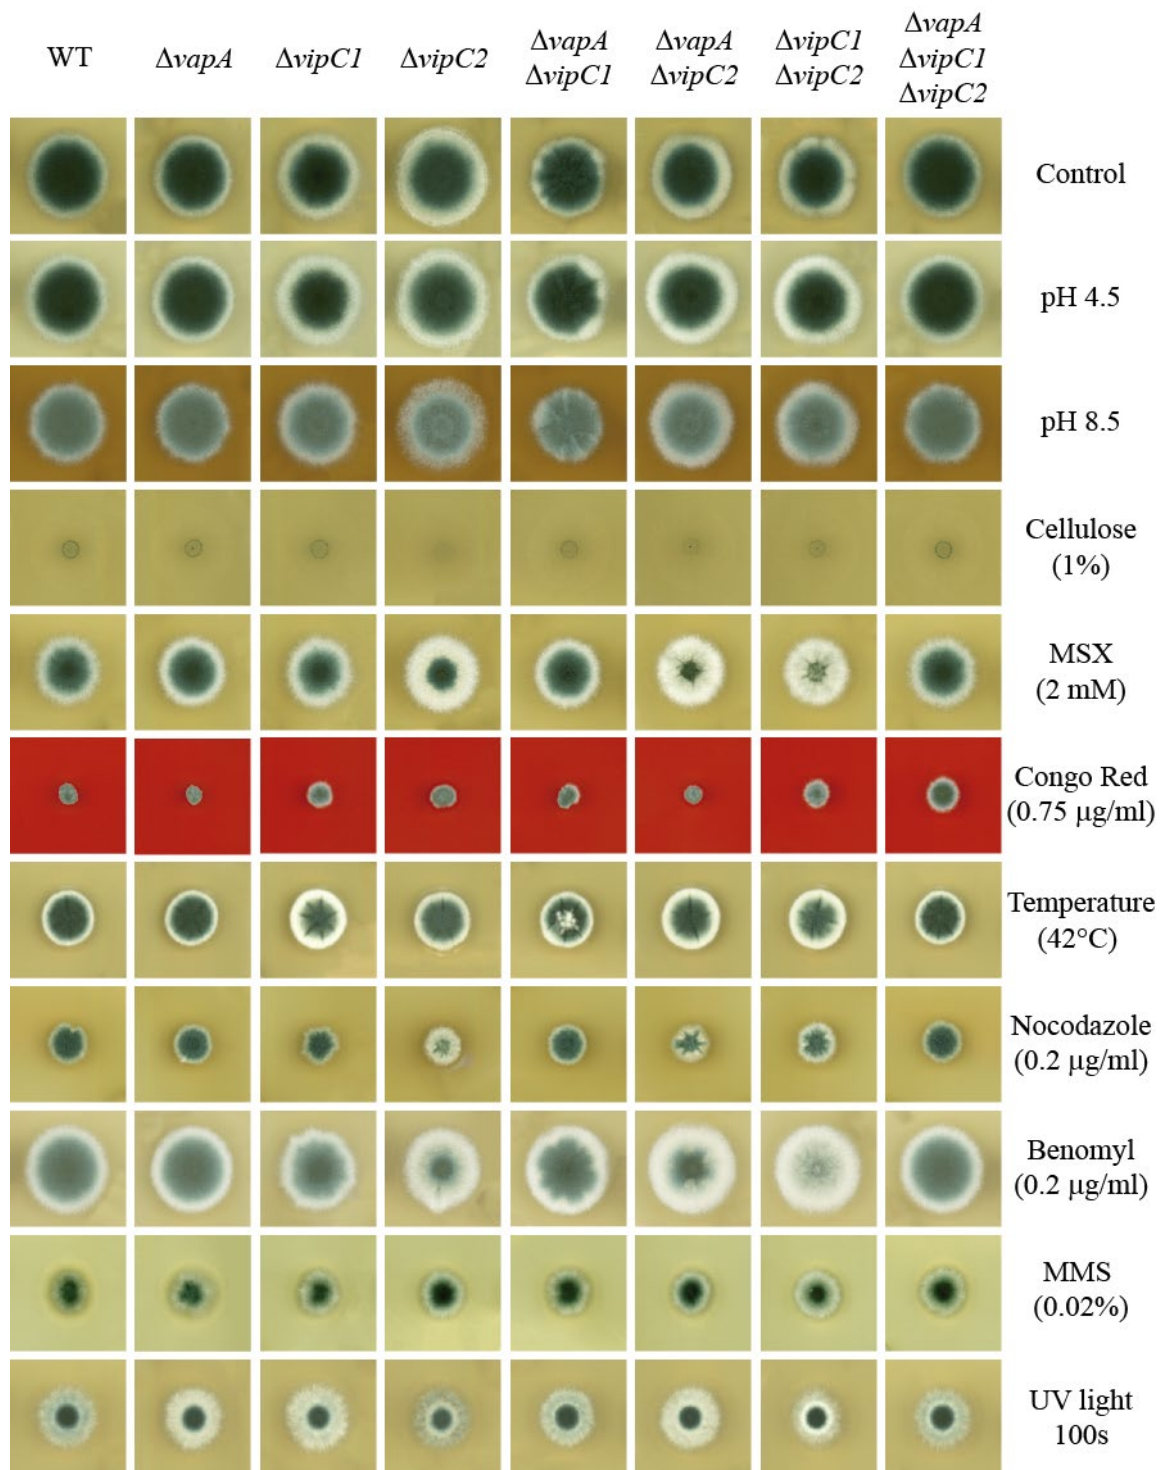 WT
ΔvapA
ΔvipC1
ΔvipC2
ΔvapA
ΔvipC1
ΔvapA
ΔvipC2
ΔvipC1
ΔvipC2
ΔvapA
ΔvipC1
ΔvipC2
Control
pH 4.5
pH 8.5
Cellulose
(1%)
MSX
(2 mM)
Congo Red
(0.75 μg/ml)
Temperature
(42°C)
Nocodazole
(0.2 μg/ml)
Benomyl
(0.2 μg/ml)
MMS
(0.02%)
UV light
100s